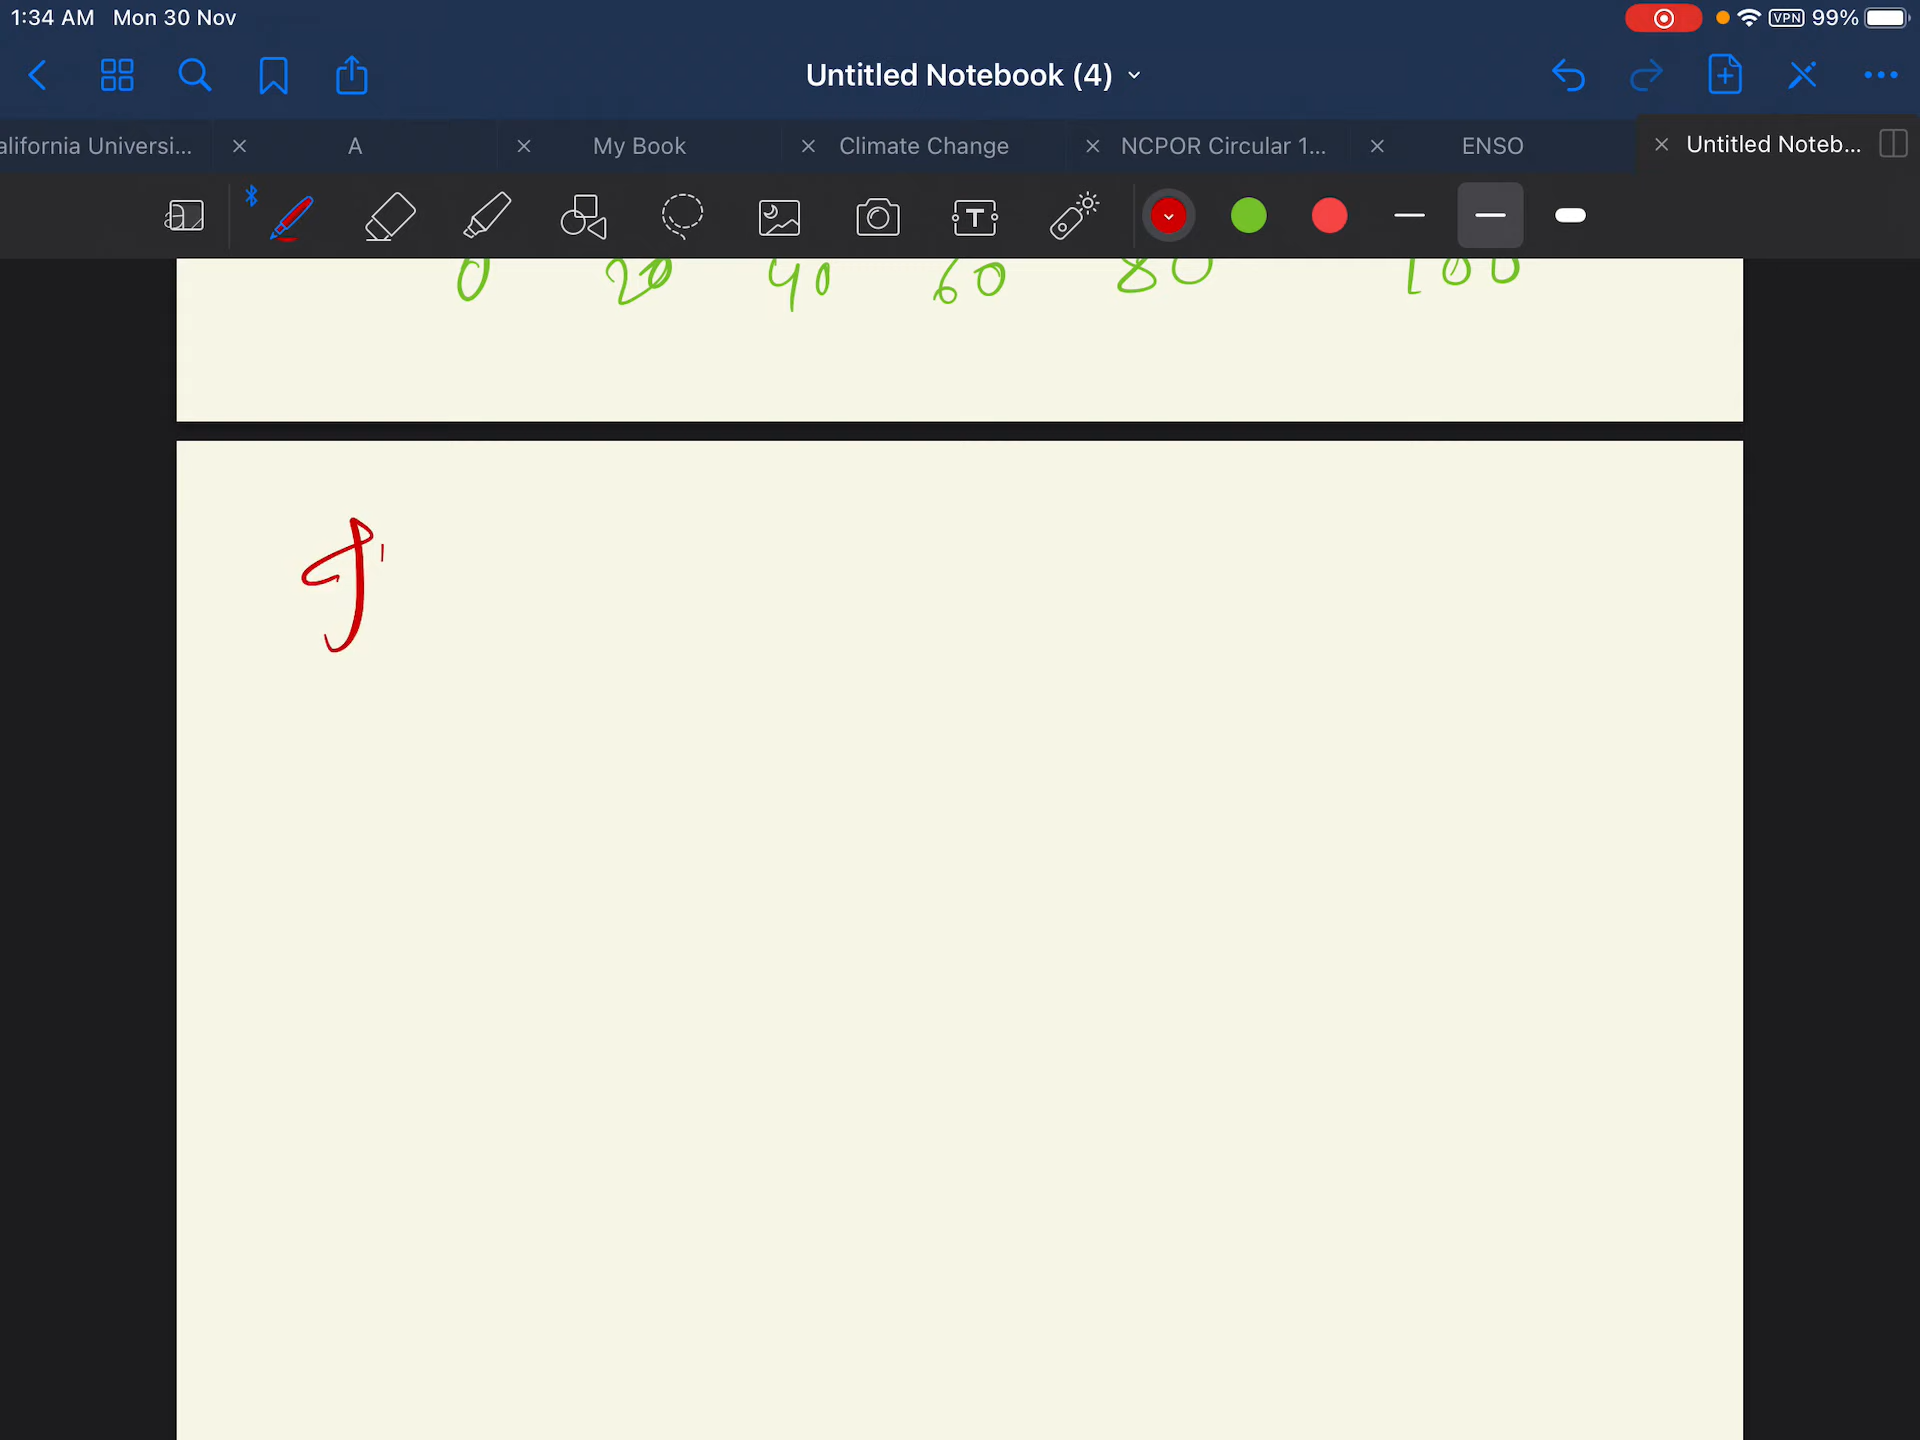 1:34 AM Mon 30 Nov
VPN 99%
Untitled Notebook (4)
alifornia Universi...
A
My Book
Climate Change
NCPOR Circular 1...
ENSO
Untitled Noteb...
T
0 20 40 60 80 100